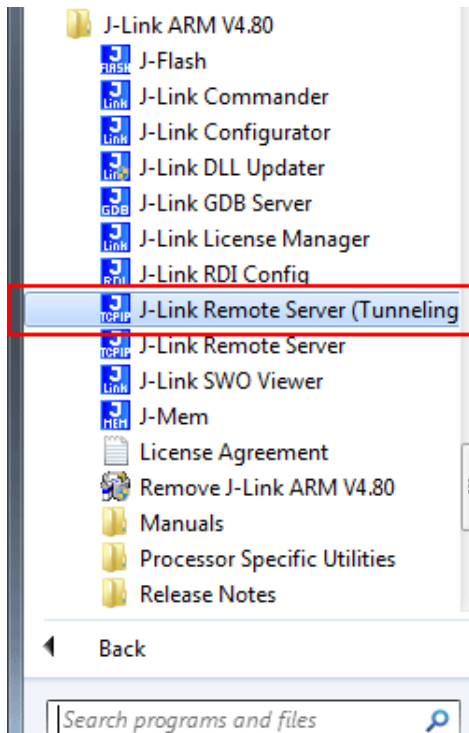 J-Link ARM V4.80
J-Flash
J-Link Commander
J-Link Configurator
J-Link DLL Updater
J-Link GDB Server
J-Link License Manager
J-Link RDI Config
J-Link Remote Server (Tunneling
J-Link Remote Server
J-Link SWO Viewer
J-Mem
License Agreement
Remove J-Link ARM V4.80
Manuals
Processor Specific Utilities
Release Notes
Back
Search programs and files